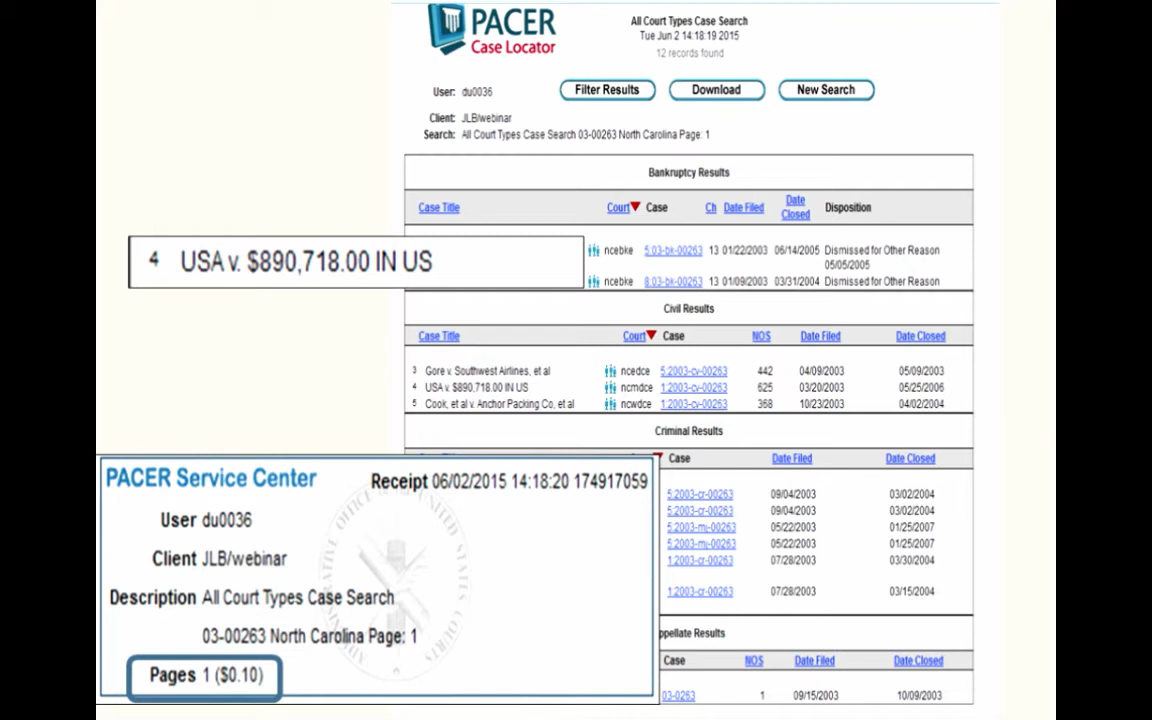 PACER
Case Locator
All Court Types Case Search
Tue Jun 2 14:18:19 2015
12 records found
User: du0036
Filter Results Download New Search
Client: JLB/webinar
Search: All Court Types Case Search 03-00263 North Carolina Page: 1
Bankruptcy Results
Case Title Court Case Ch Date Filed Date Closed Disposition
ncebke 5:03-bk-00263 13 01/22/2003 06/14/2005 Dismissed for Other Reason
05/05/2005
ncebke 8:03-bk-00263 13 01/09/2003 03/31/2004 Dismissed for Other Reason
4 USA v. $890,718.00 IN US
Civil Results
Case Title Court Case NOS Date Filed Date Closed
3 Gore v. Southwest Airlines, et al ncedce 5:2003-cv-00263 442 04/09/2003 05/09/2003
4 USA v. $890,718.00 IN US ncmdce 1:2003-cv-00263 625 03/20/2003 05/25/2006
5 Cook, et al v. Anchor Packing Co, et al ncwdce 1:2003-cv-00263 368 10/23/2003 04/02/2004
Criminal Results
Case Date Filed Date Closed
5:2003-cr-00263 09/04/2003 03/02/2004
5:2003-cr-00263 09/04/2003 03/02/2004
5:2003-mj-00263 05/22/2003 01/25/2007
5:2003-mj-00263 05/22/2003 01/25/2007
1:2003-cr-00263 07/28/2003 03/30/2004
1:2003-cr-00263 07/28/2003 03/15/2004
ppellate Results
Case NOS Date Filed Date Closed
03-0263 1 09/15/2003 10/09/2003
PACER Service Center Receipt 06/02/2015 14:18:20 174917059
User du0036
Client JLB/webinar
Description All Court Types Case Search
03-00263 North Carolina Page: 1
Pages 1 ($0.10)